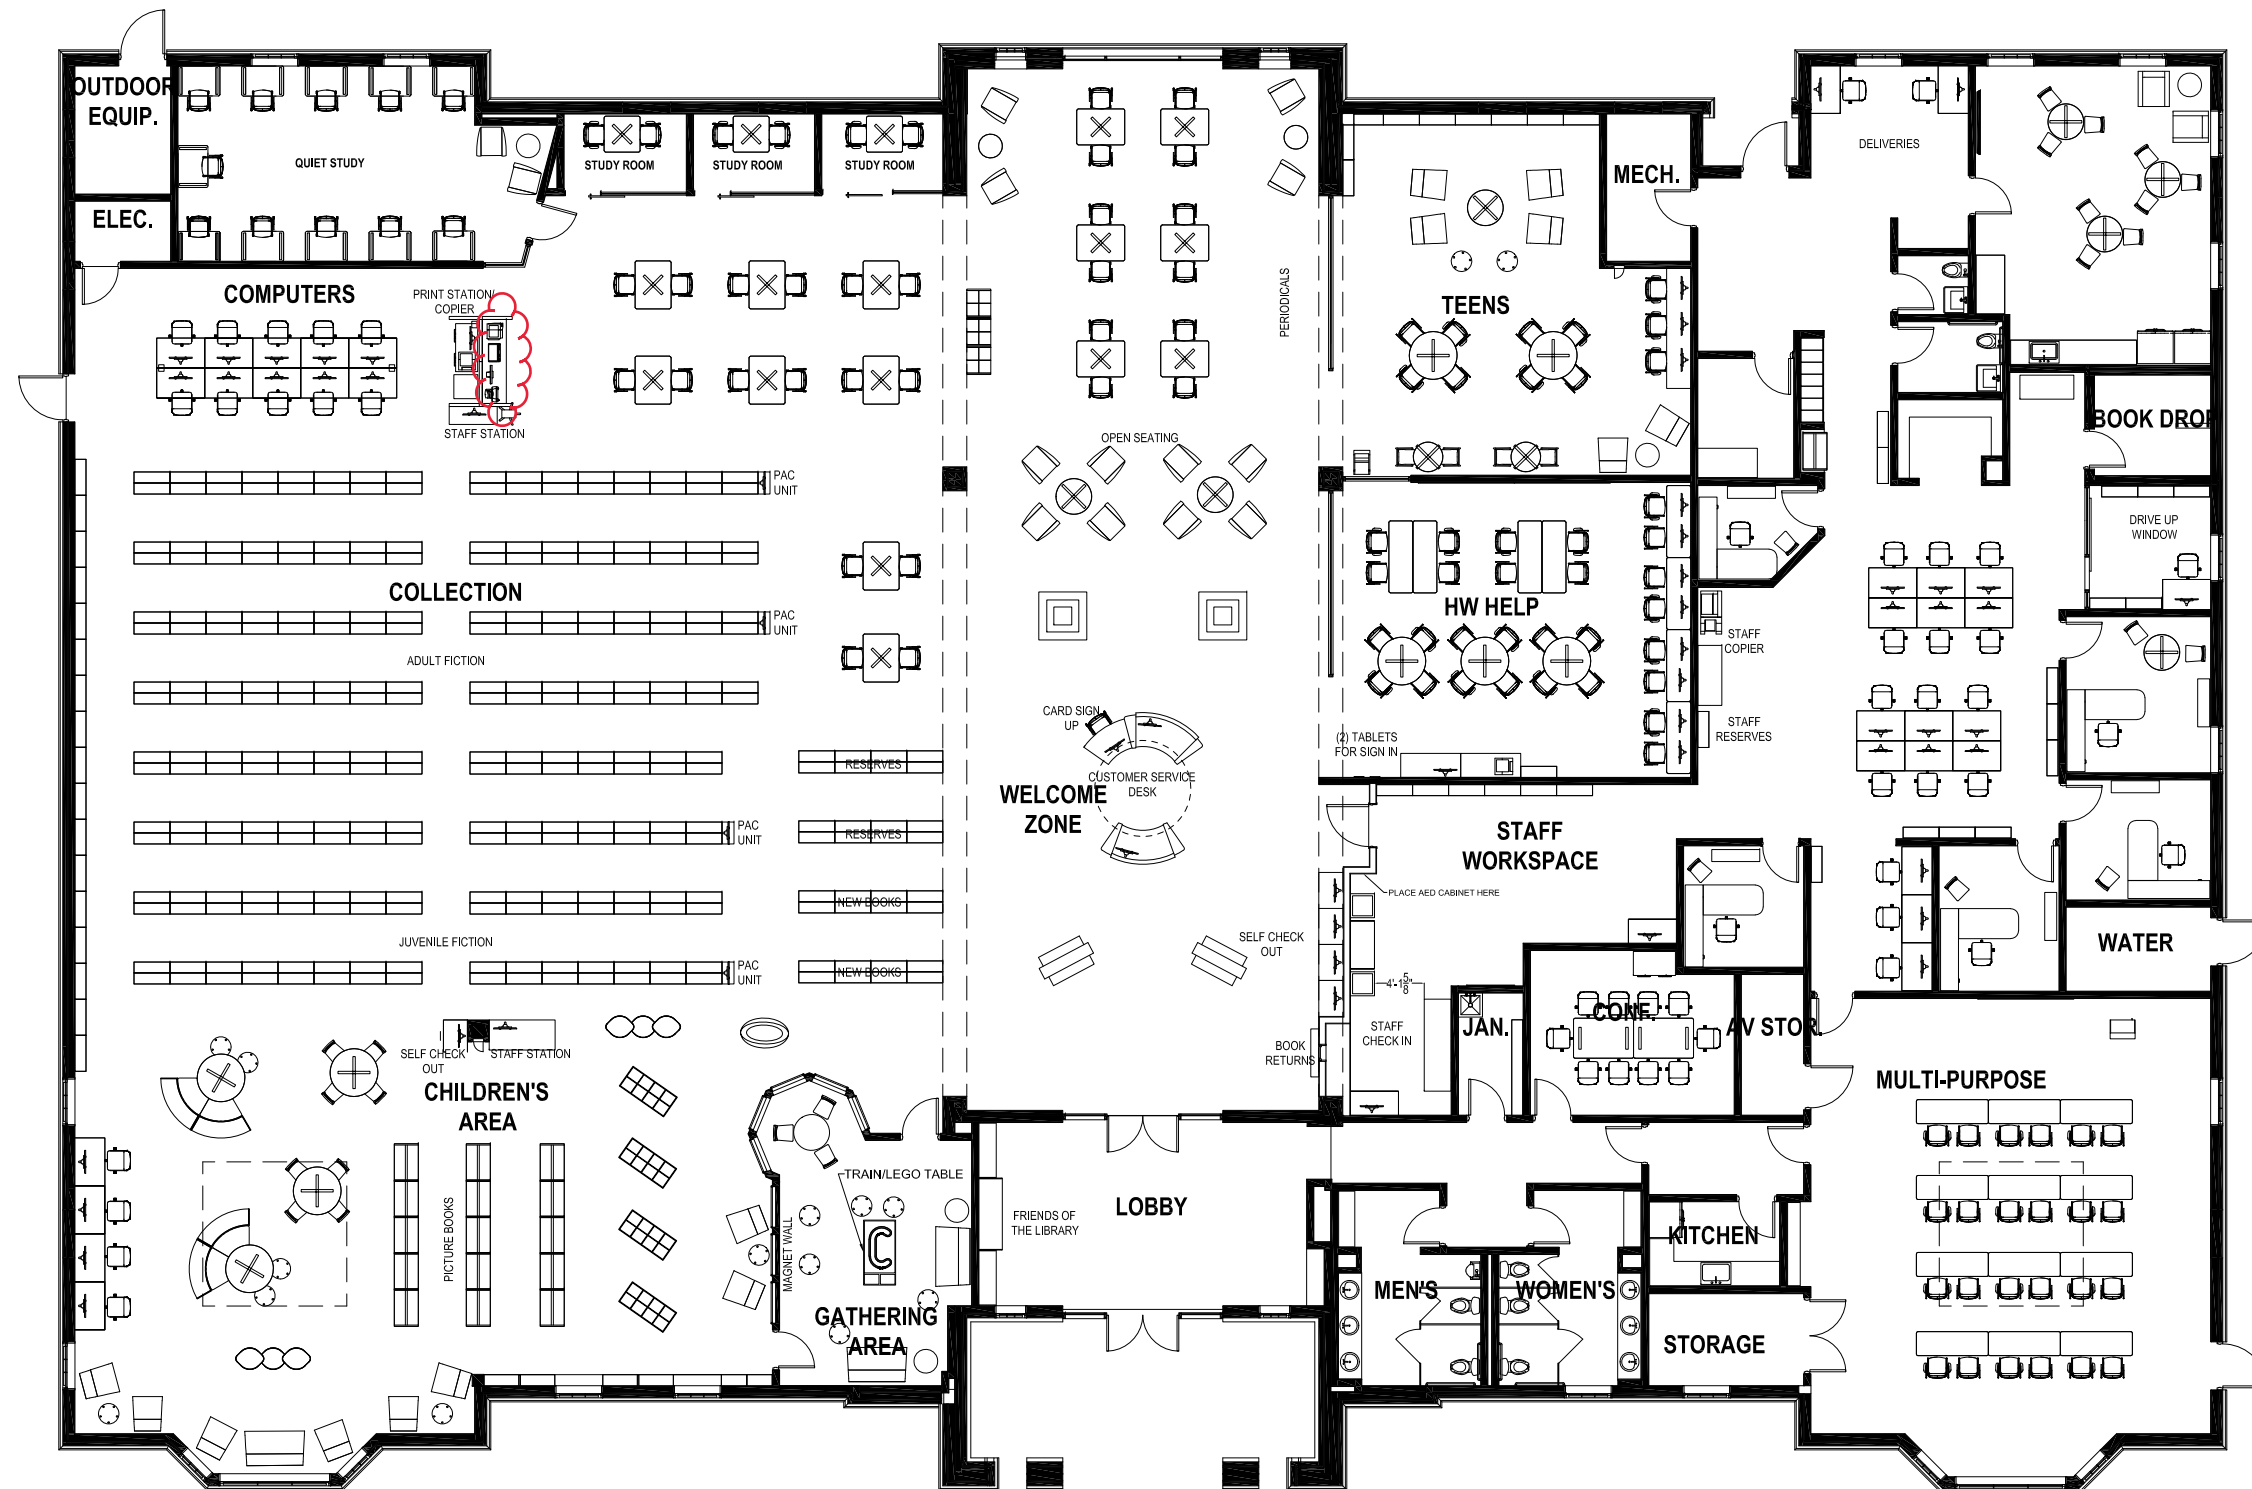 OUTDOOR
EQUIP.
QUIET STUDY
ELEC.
STUDY ROOM
STUDY ROOM
STUDY ROOM
MECH.
DELIVERIES
COMPUTERS
PRINT STATION/
COPIER
STAFF STATION
PERIODICALS
TEENS
BOOK DROP
OPEN SEATING
PAC
UNIT
COLLECTION
PAC
UNIT
ADULT FICTION
HW HELP
DRIVE UP
WINDOW
STAFF
COPIER
STAFF
RESERVES
CARD SIGN
UP
(2) TABLETS
FOR SIGN IN
CUSTOMER SERVICE
DESK
WELCOME
ZONE
RESERVES
RESERVES
PAC
UNIT
NEW BOOKS
NEW BOOKS
JUVENILE FICTION
PAC
UNIT
STAFF
WORKSPACE
PLACE AED CABINET HERE
SELF CHECK
OUT
WATER
4'-1 5/8"
STAFF
CHECK IN
JAN.
CONF.
AV STOR.
BOOK
RETURNS
SELF CHECK
OUT
STAFF STATION
CHILDREN'S
AREA
MULTI-PURPOSE
TRAIN/LEGO TABLE
PICTURE BOOKS
MAGNET WALL
C
FRIENDS OF
THE LIBRARY
LOBBY
GATHERING
AREA
MEN'S
WOMEN'S
KITCHEN
STORAGE